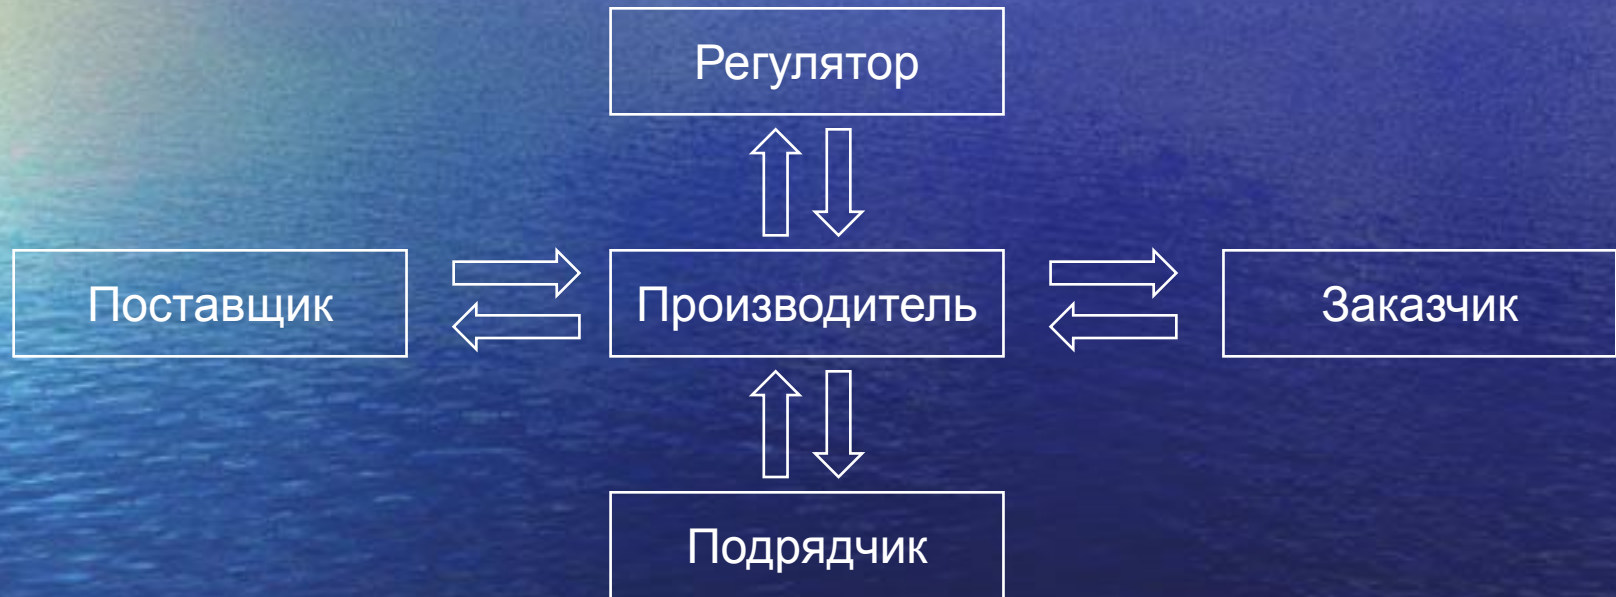 Регулятор
Поставщик
Производитель
Заказчик
Подрядчик